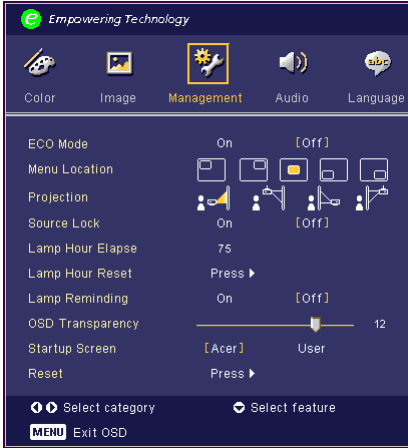 e Empowering Technology
abc
Color Image Management Audio Language
ECO Mode On [Off]
Menu Location
Projection
Source Lock On [Off]
Lamp Hour Elapse 75
Lamp Hour Reset Press
Lamp Reminding On [Off]
OSD Transparency 12
Startup Screen [Acer] User
Reset Press
Select category Select feature
MENU Exit OSD